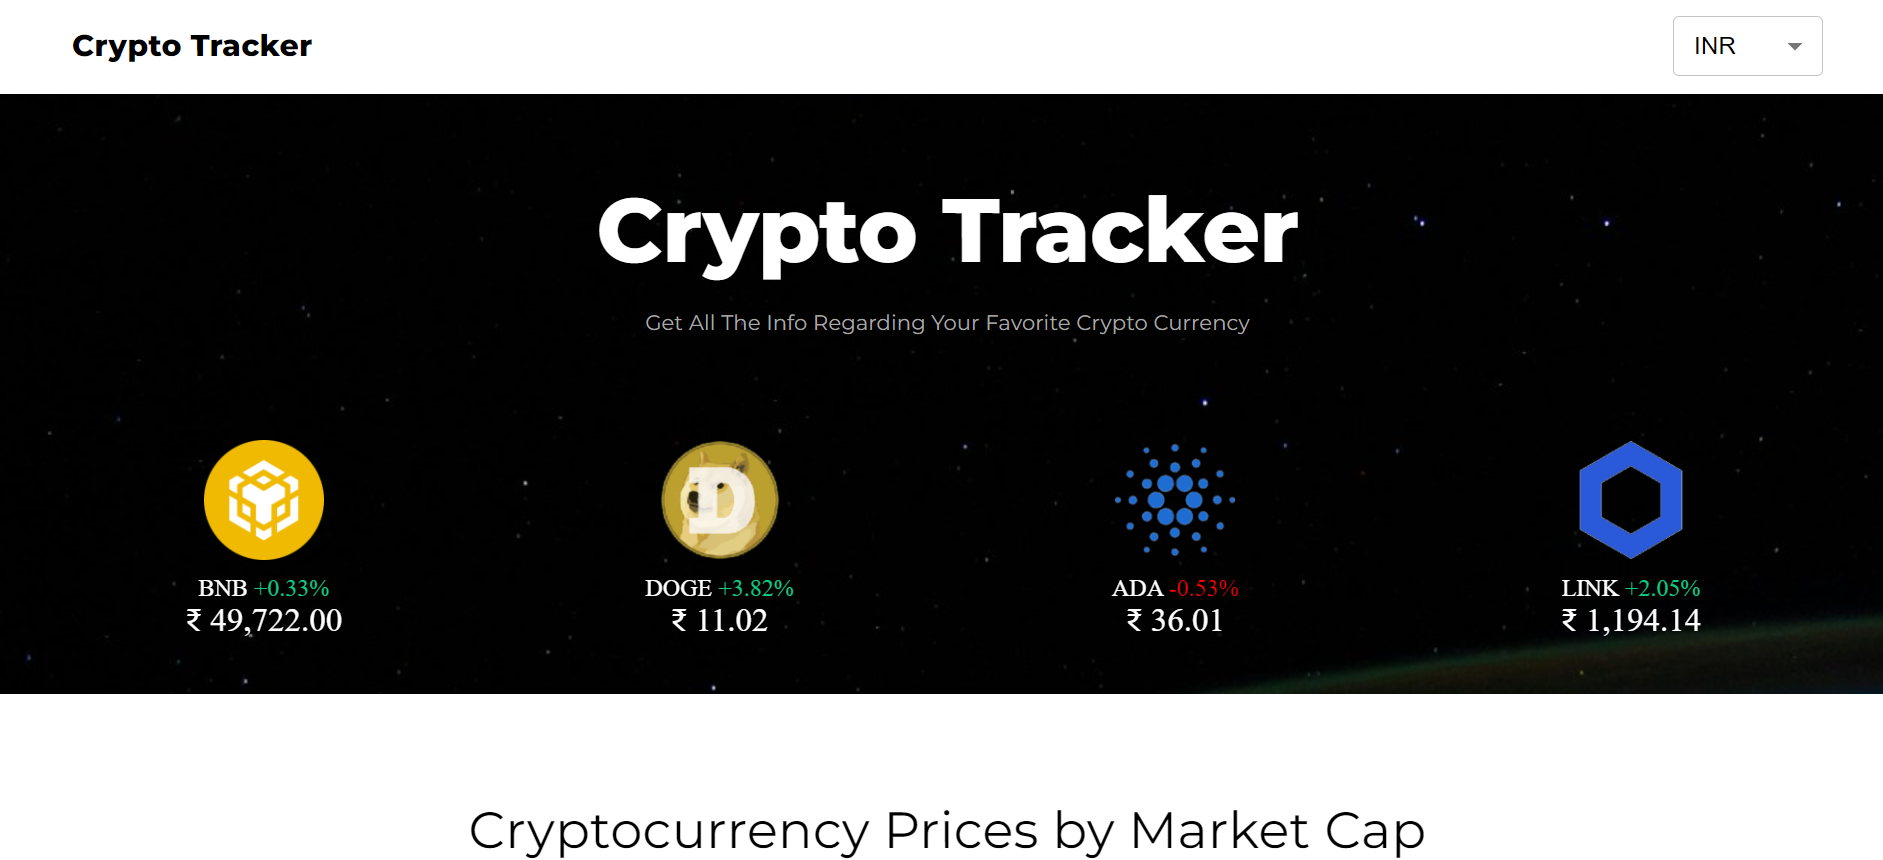 Crypto Tracker
INR
Crypto Tracker
Get All The Info Regarding Your Favorite Crypto Currency
D
BNB +0.33%
₹ 49,722.00
DOGE +3.82%
₹ 11.02
ADA -0.53%
₹ 36.01
LINK +2.05%
₹ 1,194.14
Cryptocurrency Prices by Market Cap